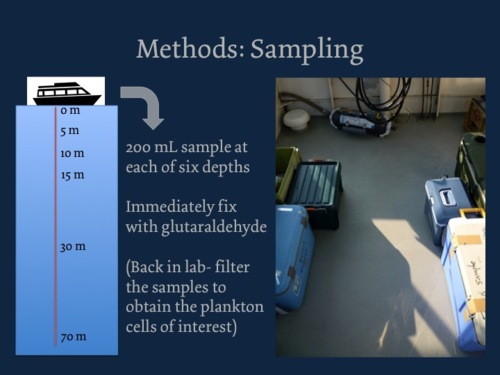 Methods: Sampling
0 m
5 m
10 m
15 m
30 m
70 m
200 mL sample at
each of six depths
Immediately fix
with glutaraldehyde
(Back in lab- filter
the samples to
obtain the plankton
cells of interest)